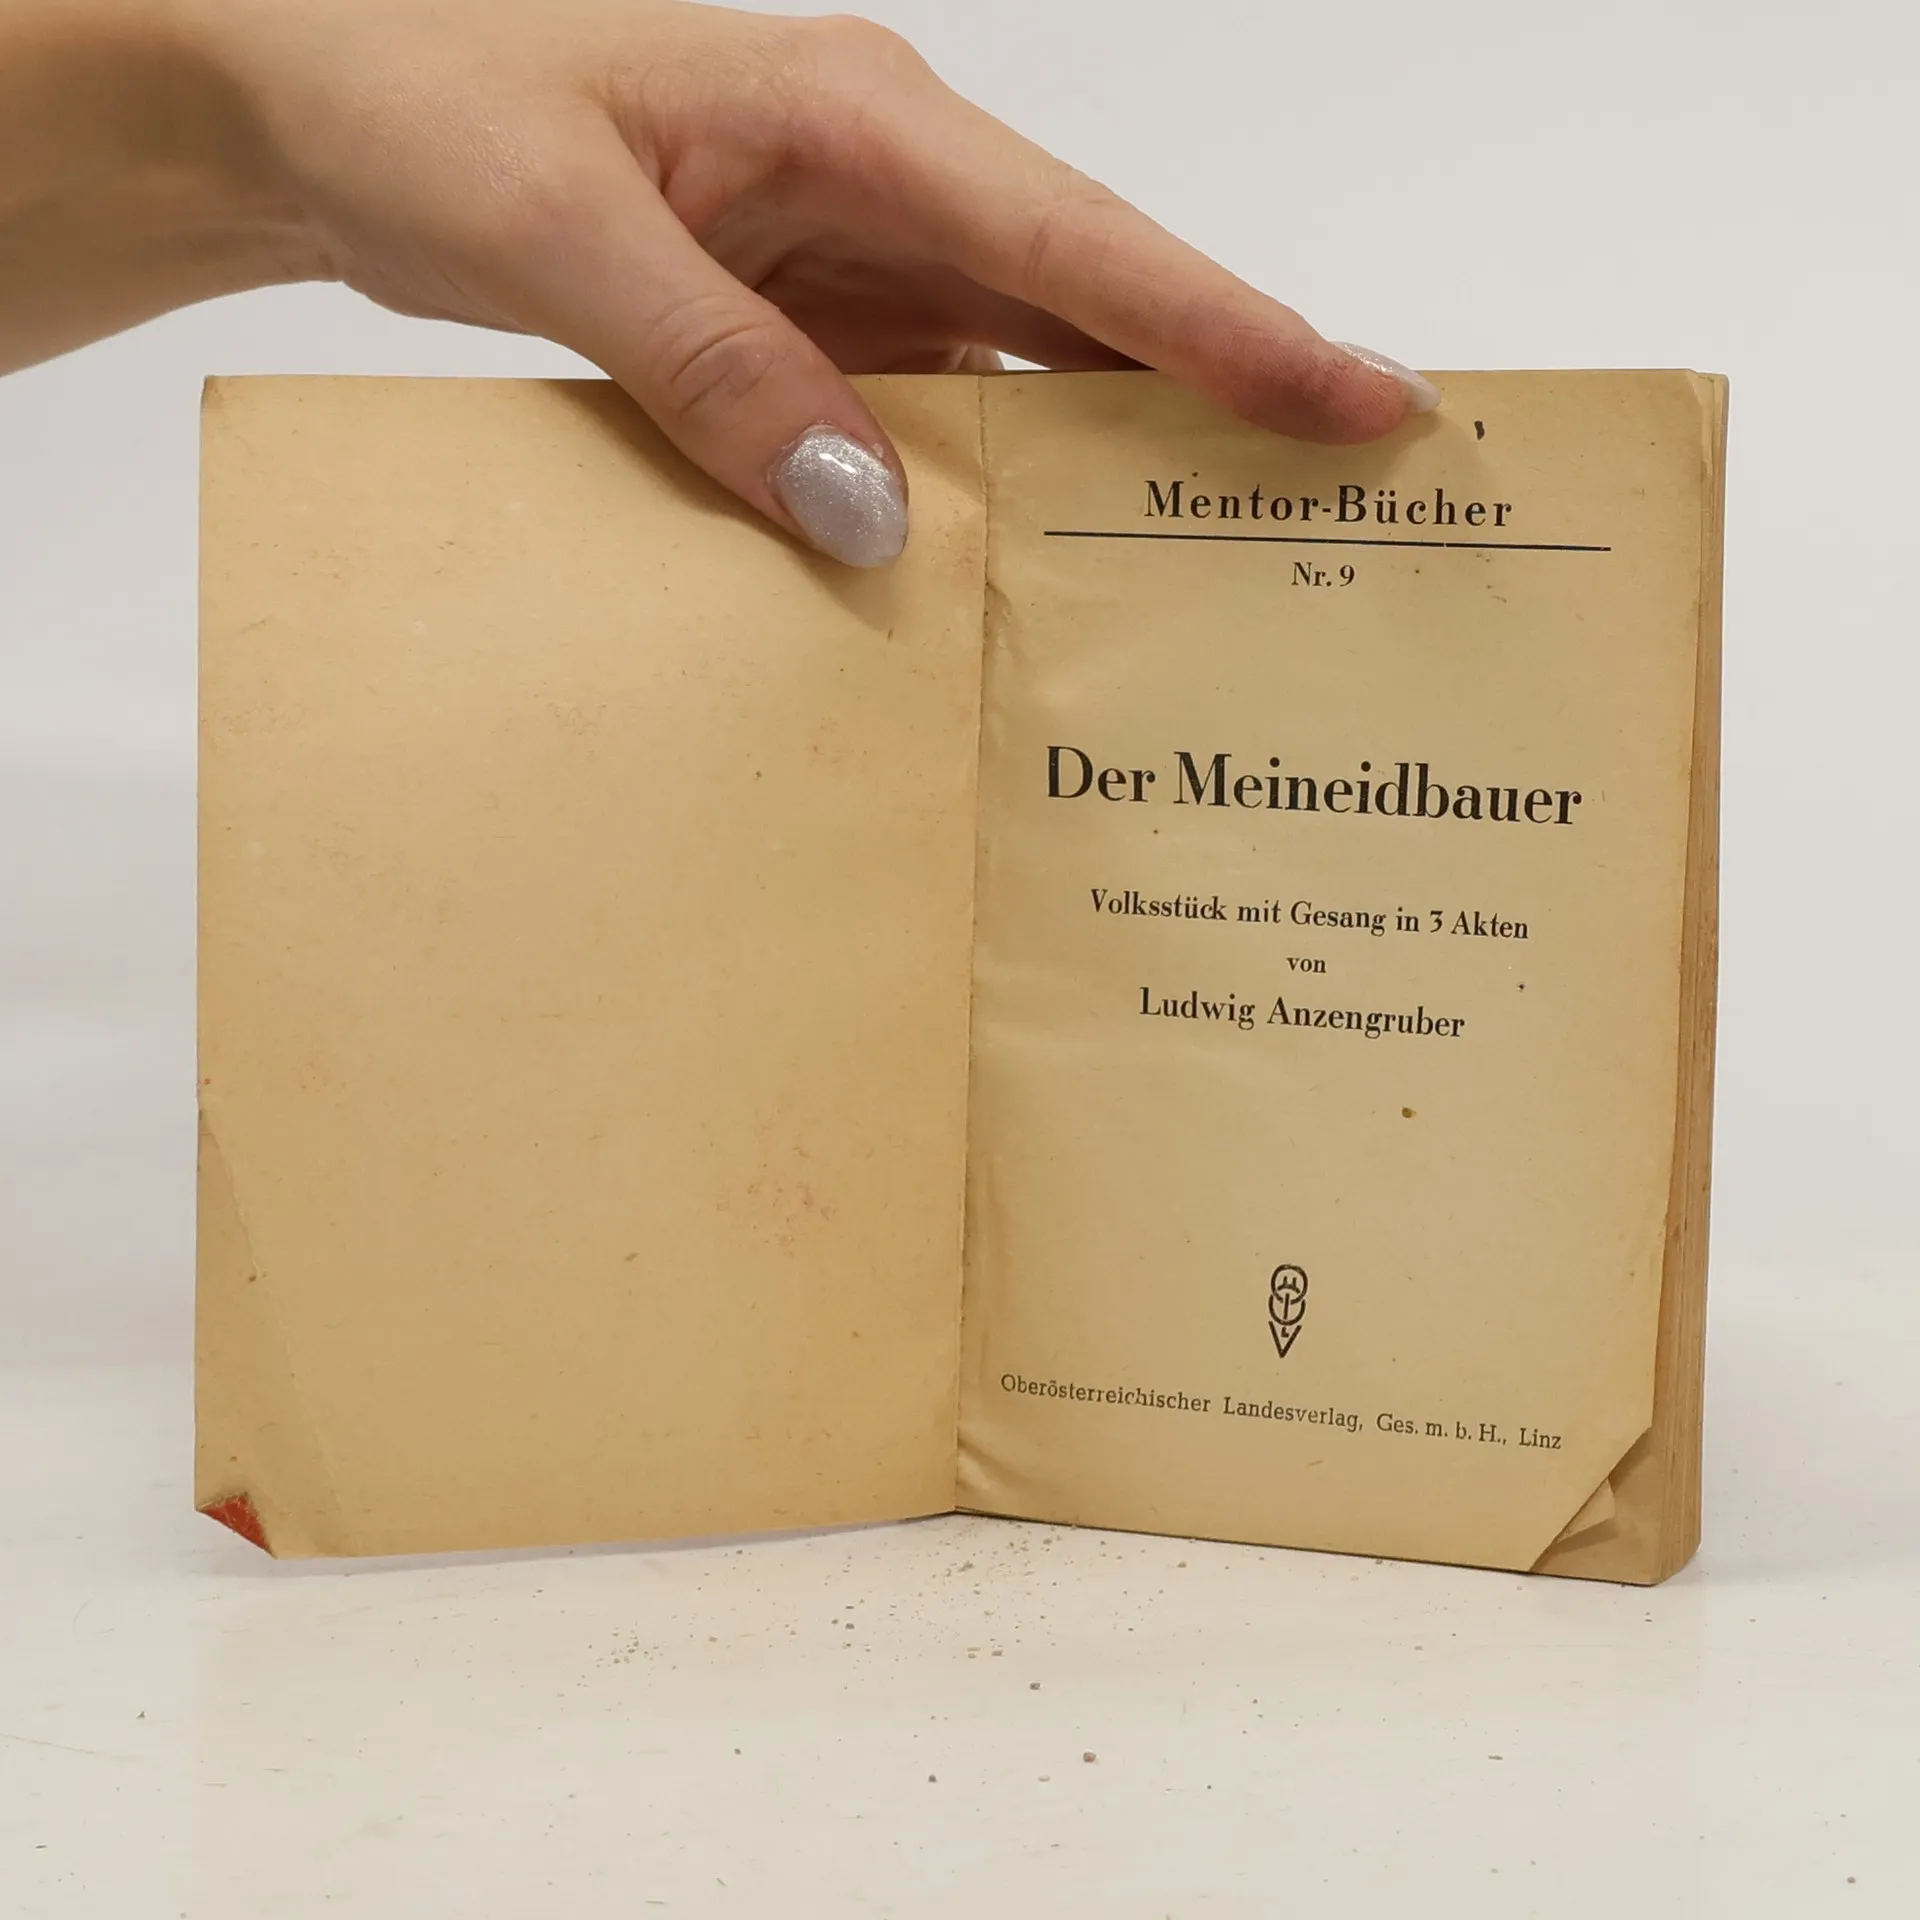 Mentor-Bücher
Nr. 9
Der Meineidbauer
Volksstück mit Gesang in 3 Akten
von
Ludwig Anzengruber
Oberösterreichischer Landesverlag, Ges. m. b. H., Linz